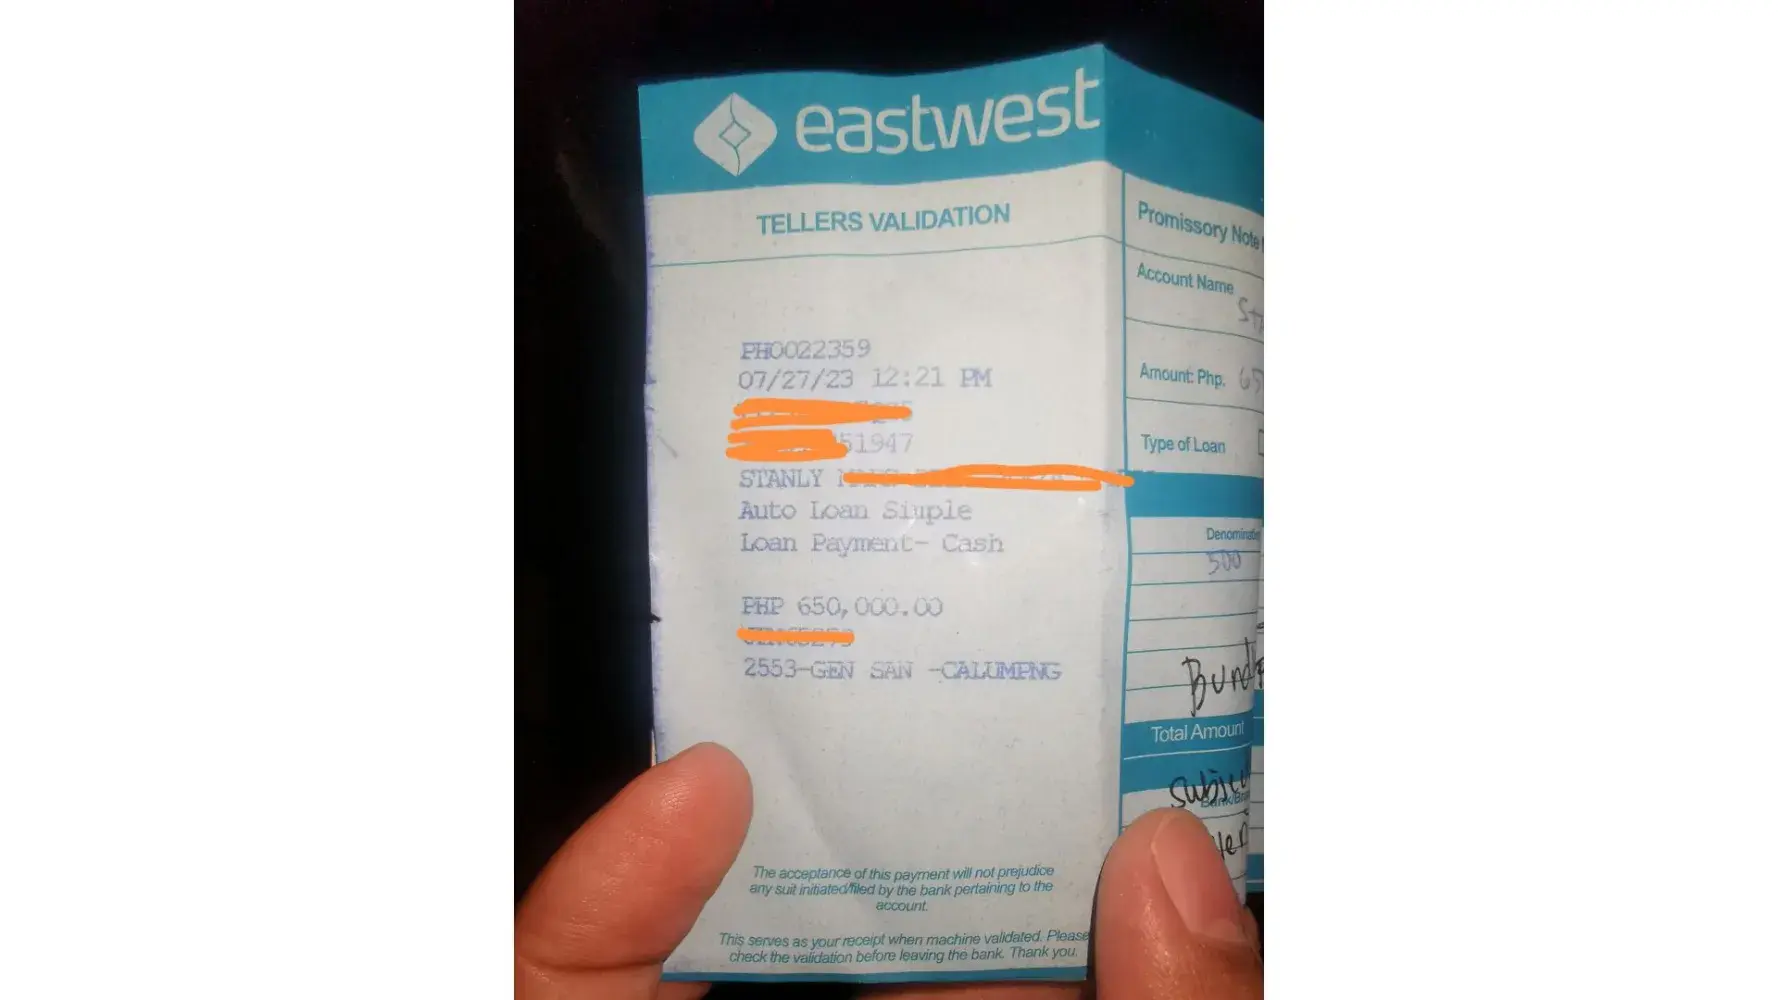 eastwest
TELLERS VALIDATION
PH0022359
07/27/23 12:21 PM
51947
STANLY
Auto Loan Simple
Loan Payment- Cash
PHP 650,000.00
2553-GEN SAN -CALUMPNG
The acceptance of this payment will not prejudice
any suit initiated/filed by the bank pertaining to the
account.
This serves as your receipt when machine validated. Please
check the validation before leaving the bank. Thank you.
Promissory Note
Account Name
Amount: Php. 65
Type of Loan
500
Total Amount